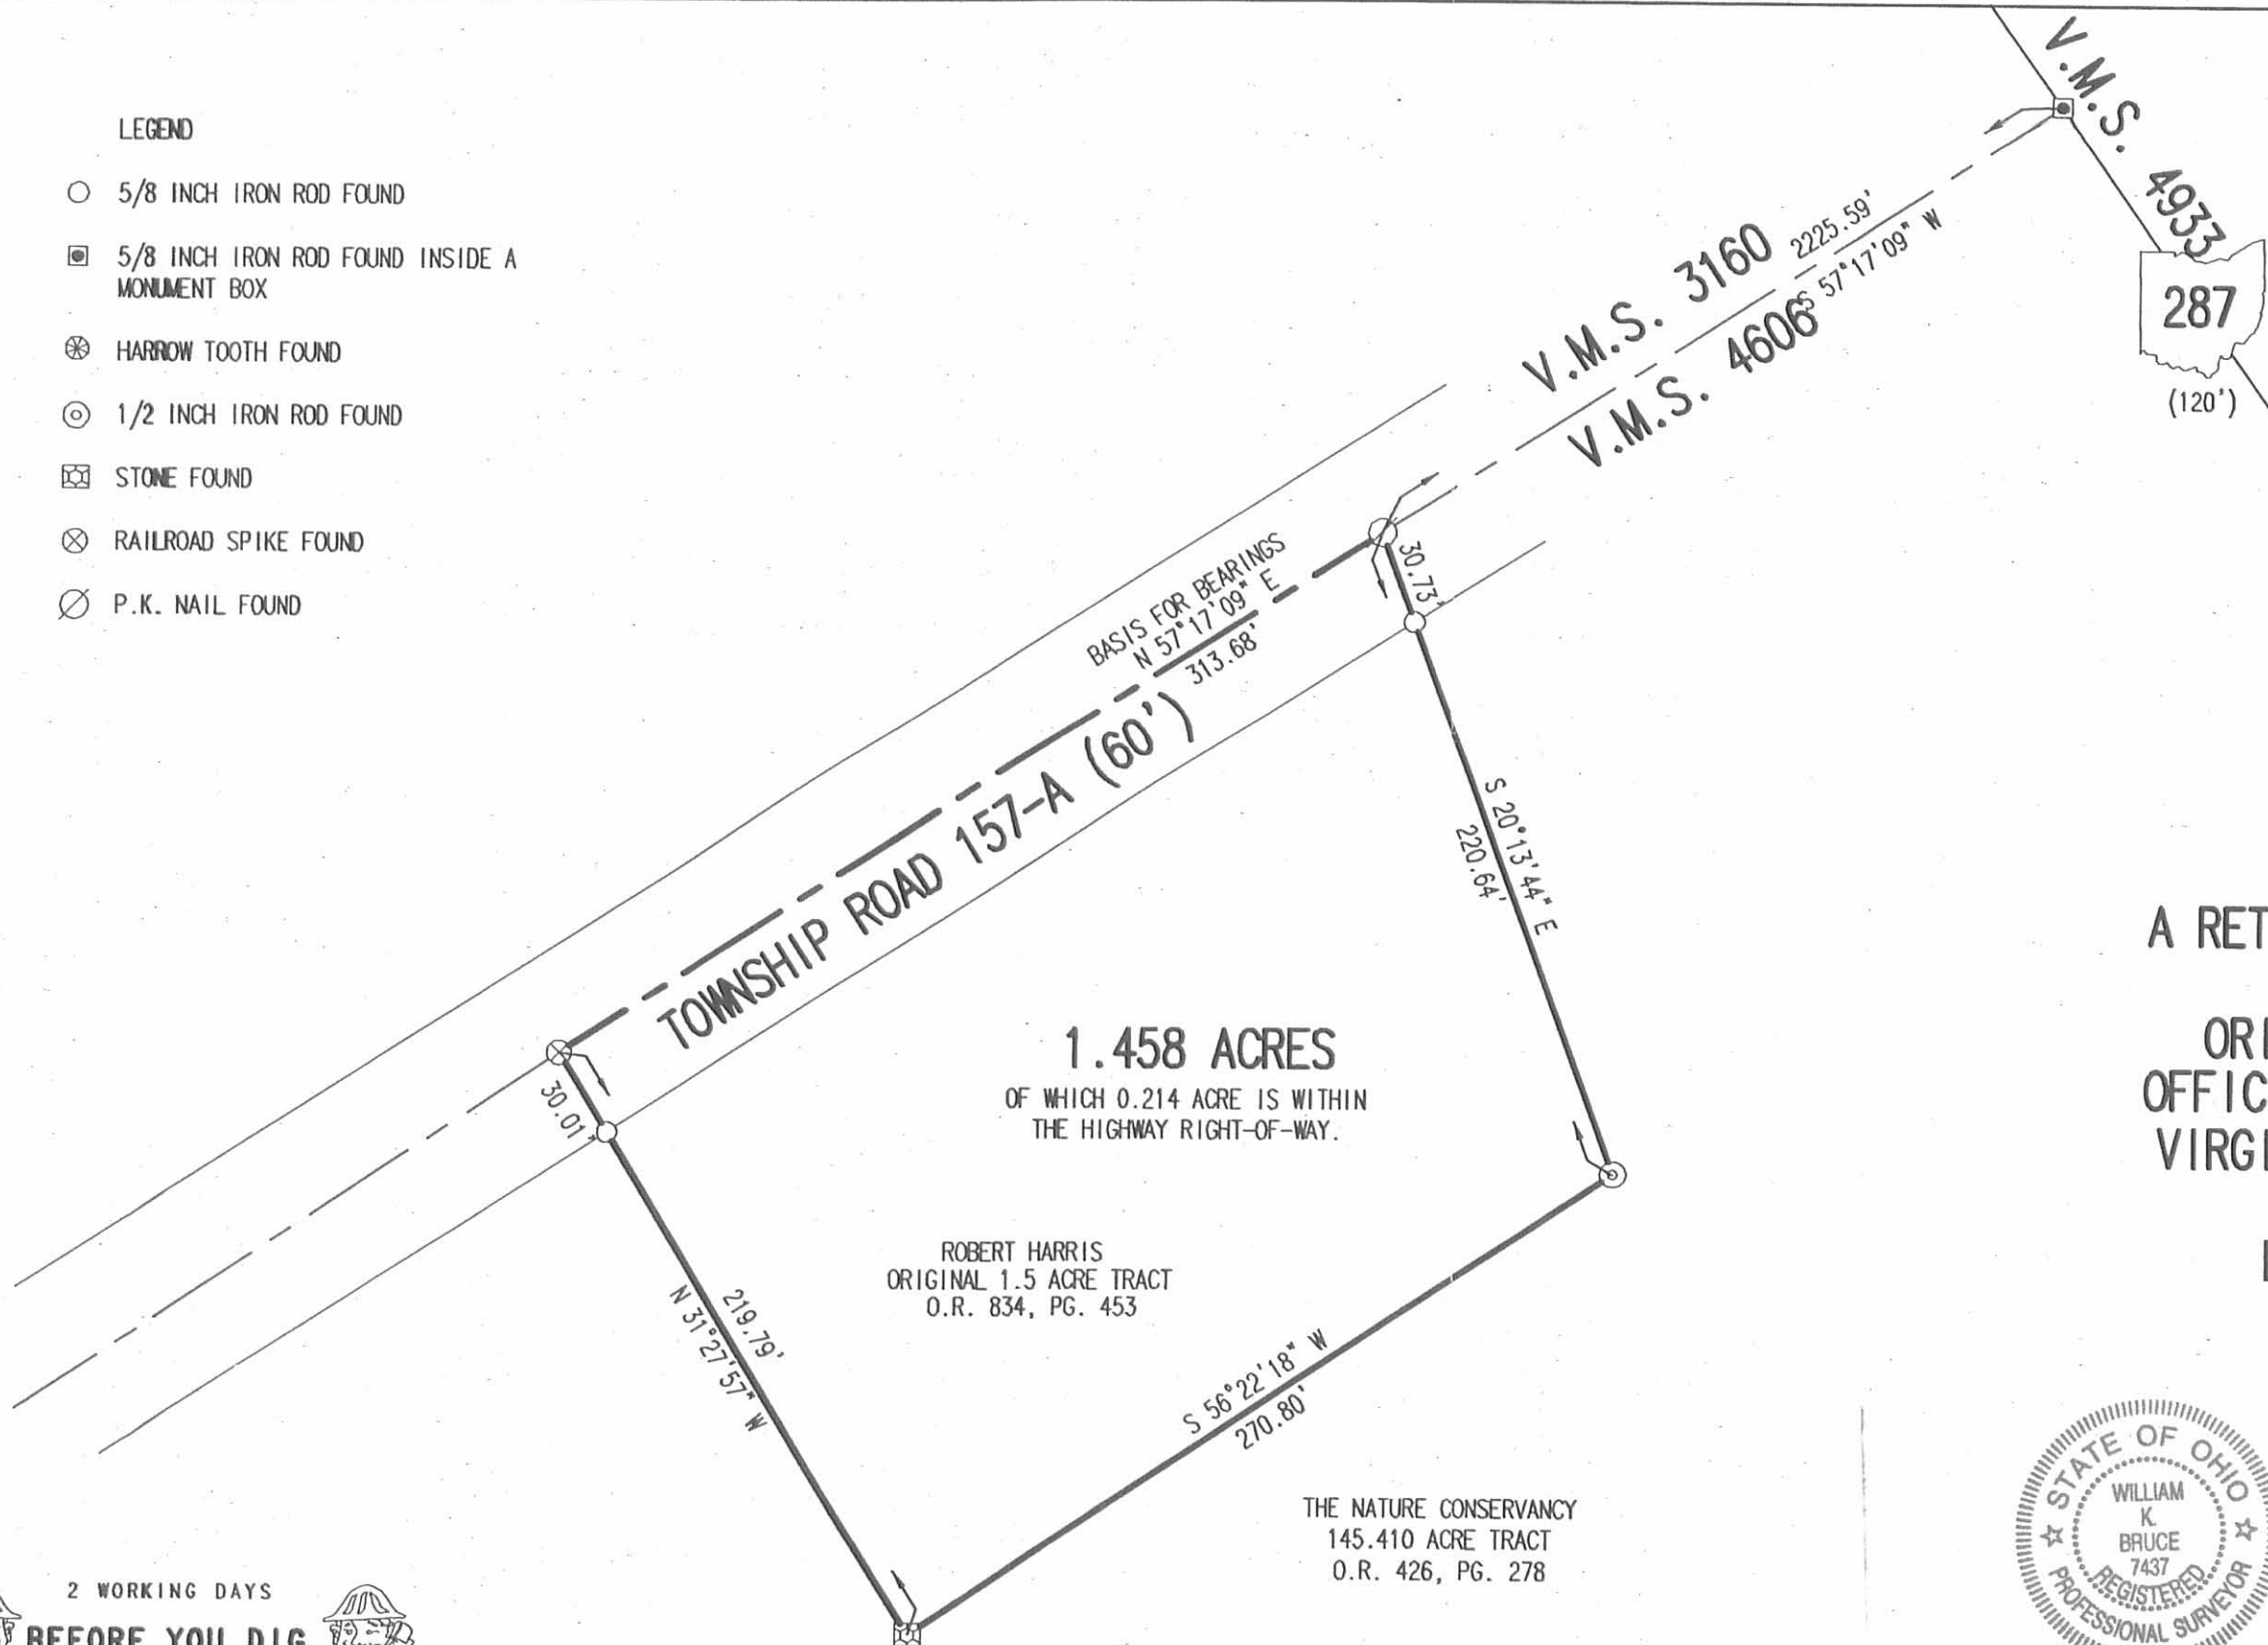 LEGEND
5/8 INCH IRON ROD FOUND
5/8 INCH IRON ROD FOUND INSIDE A
MONUMENT BOX
HARROW TOOTH FOUND
1/2 INCH IRON ROD FOUND
STONE FOUND
RAILROAD SPIKE FOUND
P.K. NAIL FOUND
V.M.S. 4933
287
(120')
V.M.S. 3160
2225.59'
S 57°17'09" W
V.M.S. 4606
BASIS FOR BEARINGS
N 57°17'09" E
313.68'
30.73'
TOWNSHIP ROAD 157-A (60')
S 20°13'44" E
220.64'
30.01'
1.458 ACRES
OF WHICH 0.214 ACRE IS WITHIN
THE HIGHWAY RIGHT-OF-WAY.
ROBERT HARRIS
ORIGINAL 1.5 ACRE TRACT
O.R. 834, PG. 453
219.79'
N 31°27'57" W
S 56°22'18" W
270.80'
THE NATURE CONSERVANCY
145.410 ACRE TRACT
O.R. 426, PG. 278
A RET
ORI
OFFIC
VIRGI
STATE OF OHIO
WILLIAM
K.
BRUCE
7437
REGISTERED
PROFESSIONAL SURVEYOR
2 WORKING DAYS
BEFORE YOU DIG